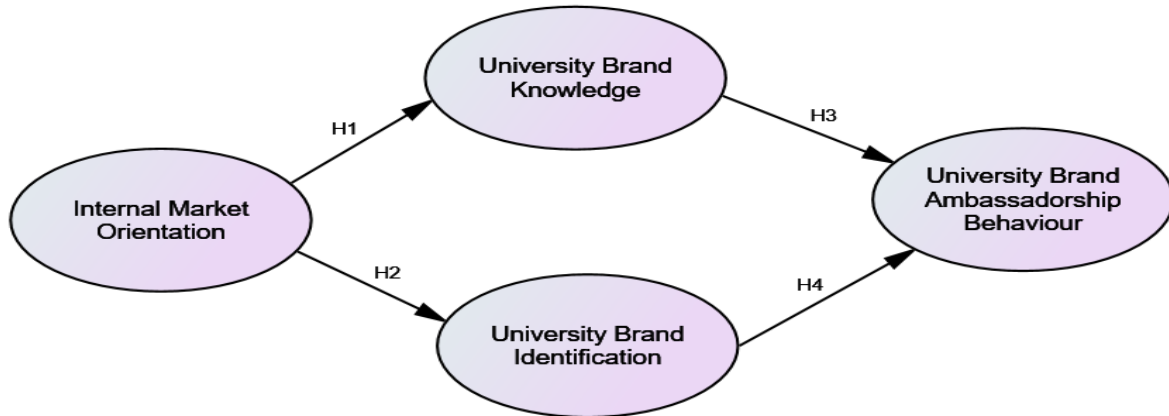 University Brand
Knowledge
H1
H3
Internal Market
Orientation
University Brand
Ambassadorship
Behaviour
H2
H4
University Brand
Identification